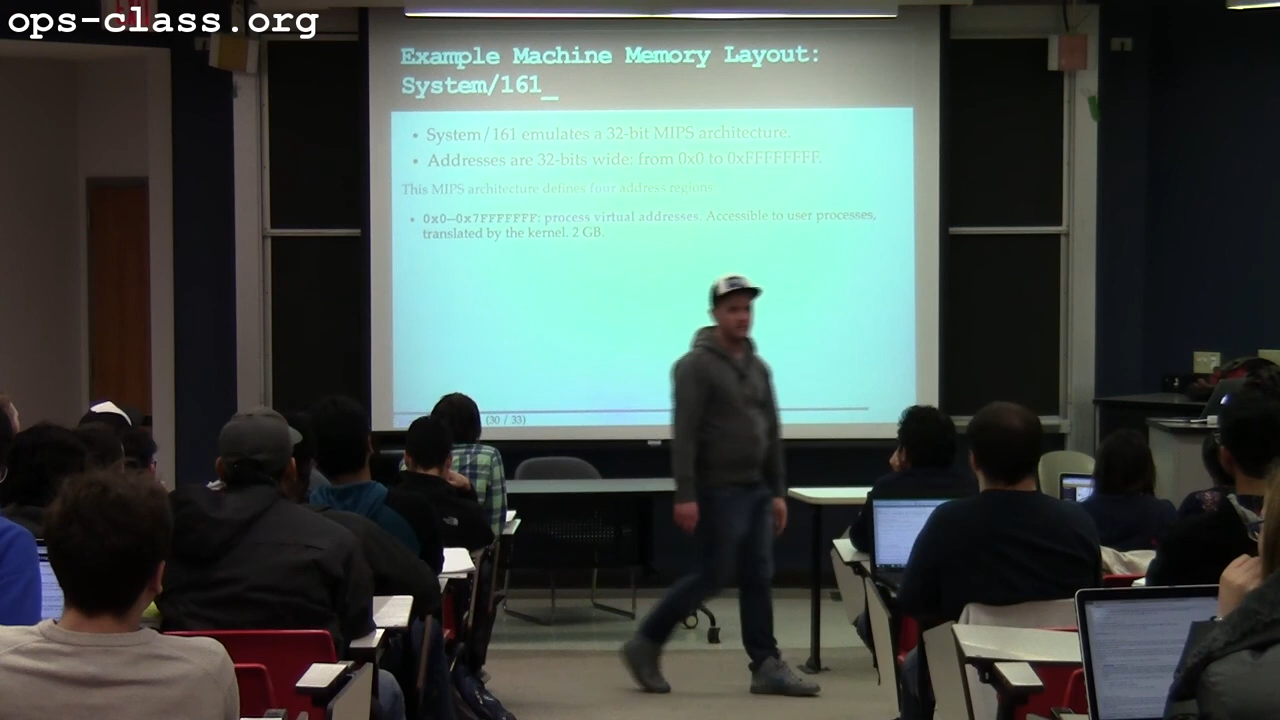 ops-class.org
Example Machine Memory Layout:
System/161_
• System/161 emulates a 32-bit MIPS architecture.
• Addresses are 32-bits wide: from 0x0 to 0xFFFFFFFF.
This MIPS architecture defines four address regions
• 0x0—0x7FFFFFFF: process virtual addresses. Accessible to user processes,
translated by the kernel. 2 GB.
(30 / 33)